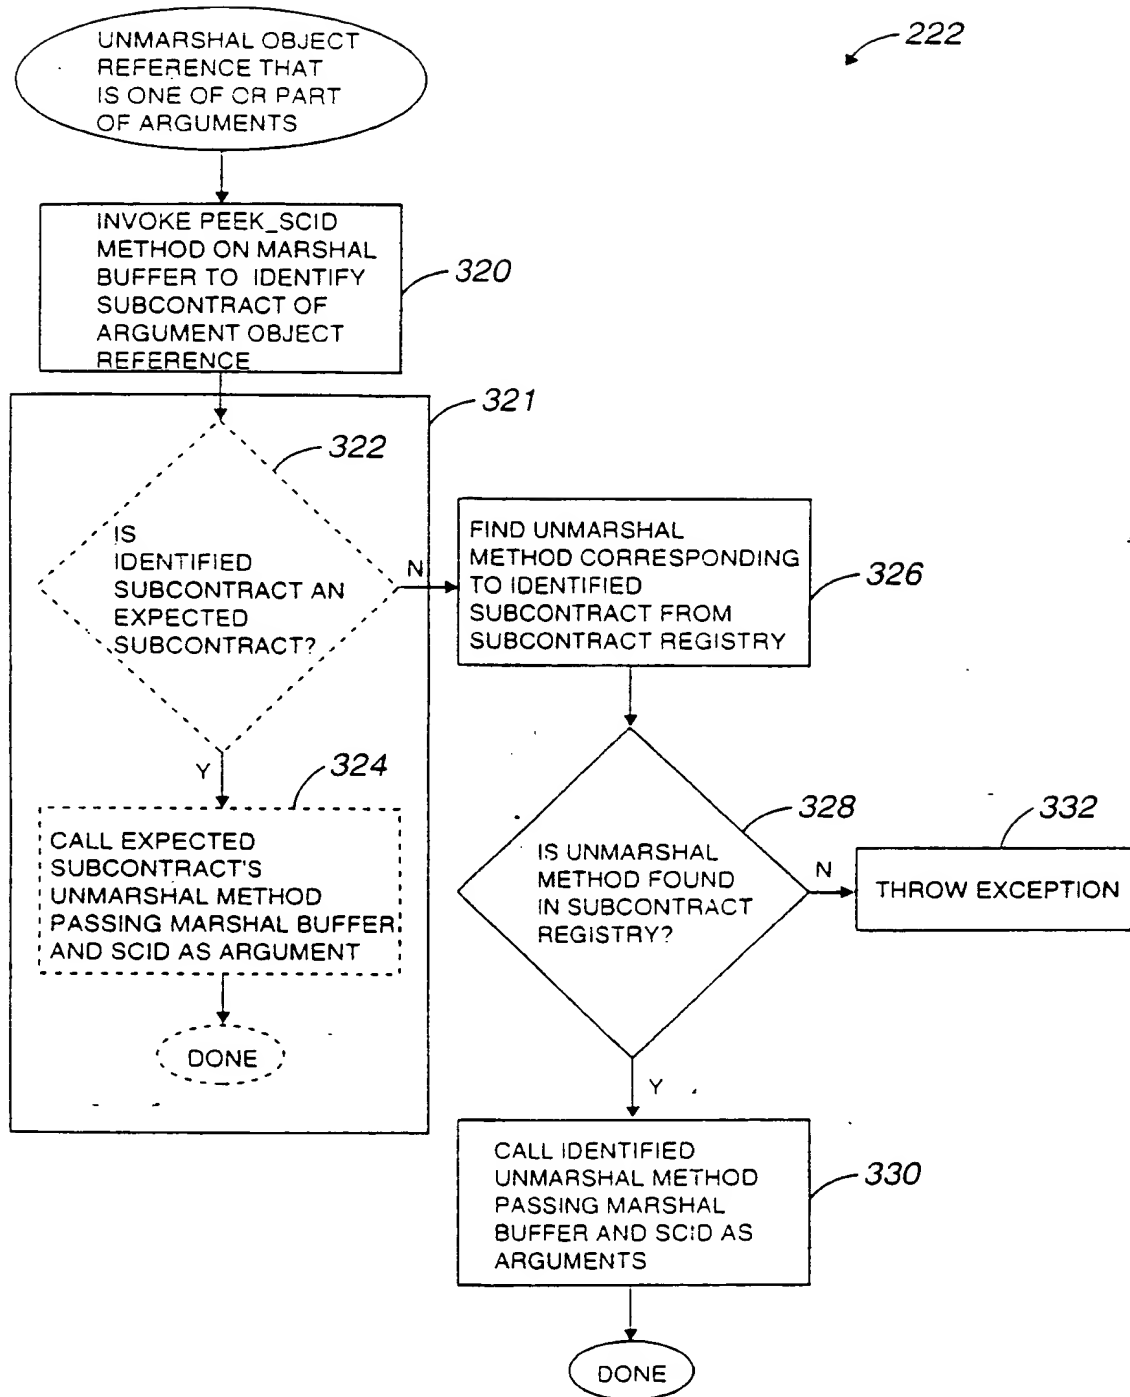 UNMARSHAL OBJECT
REFERENCE THAT
IS ONE OF OR PART
OF ARGUMENTS
222
INVOKE PEEK_SCID
METHOD ON MARSHAL
BUFFER TO IDENTIFY
SUBCONTRACT OF
ARGUMENT OBJECT
REFERENCE
320
321
322
IS
IDENTIFIED
SUBCONTRACT AN
EXPECTED
SUBCONTRACT?
N
Y
324
CALL EXPECTED
SUBCONTRACT'S
UNMARSHAL METHOD
PASSING MARSHAL BUFFER
AND SCID AS ARGUMENT
DONE
FIND UNMARSHAL
METHOD CORRESPONDING
TO IDENTIFIED
SUBCONTRACT FROM
SUBCONTRACT REGISTRY
326
328
IS UNMARSHAL
METHOD FOUND
IN SUBCONTRACT
REGISTRY?
N
332
THROW EXCEPTION
Y
CALL IDENTIFIED
UNMARSHAL METHOD
PASSING MARSHAL
BUFFER AND SCID AS
ARGUMENTS
330
DONE